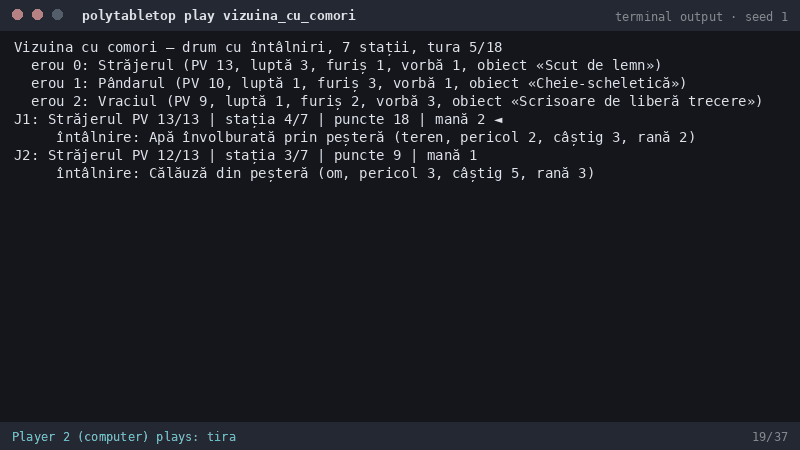 polytabletop play vizuina_cu_comori
terminal output · seed 1
Vizuina cu comori — drum cu întâlniri, 7 stații, tura 5/18
erou 0: Străjerul (PV 13, luptă 3, furiș 1, vorbă 1, obiect «Scut de lemn»)
erou 1: Pândarul (PV 10, luptă 1, furiș 3, vorbă 1, obiect «Cheie-scheletică»)
erou 2: Vraciul (PV 9, luptă 1, furiș 2, vorbă 3, obiect «Scrisoare de liberă trecere»)
J1: Străjerul PV 13/13 | stația 4/7 | puncte 18 | mană 2 ◄
întâlnire: Apă învolburată prin peșteră (teren, pericol 2, câștig 3, rană 2)
J2: Străjerul PV 12/13 | stația 3/7 | puncte 9 | mană 1
întâlnire: Călăuză din peșteră (om, pericol 3, câștig 5, rană 3)
Player 2 (computer) plays: tira
19/37